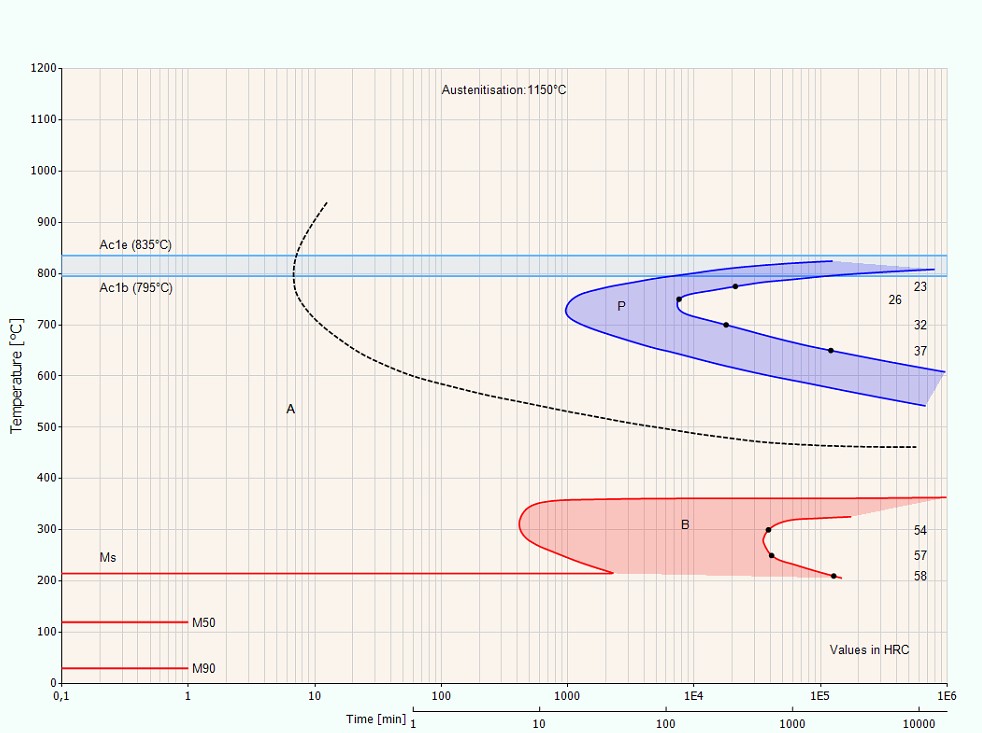 1200
Austenitisation:1150°C
1100
1000
900
Ac1e (835°C)
800
Ac1b (795°C)
23
26
P
700
32
37
600
Temperature [°C]
A
500
400
B
54
300
57
Ms
58
200
M50
100
Values in HRC
M90
0
0,1 1 10 100 1000 1E4 1E5 1E6
Time [min] 1 10 100 1000 10000